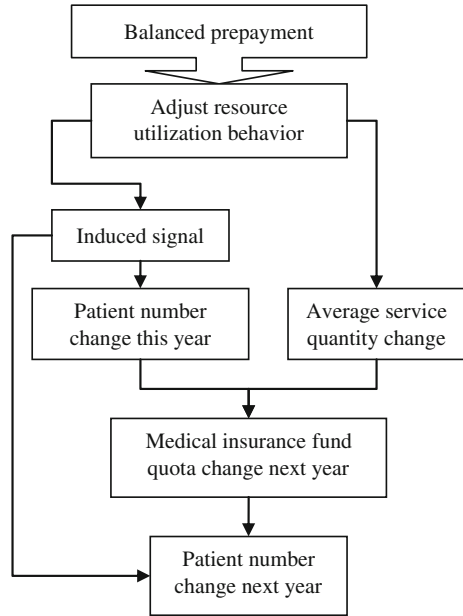 Balanced prepayment
Adjust resource
utilization behavior
Induced signal
Patient number
change this year
Average service
quantity change
Medical insurance fund
quota change next year
Patient number
change next year